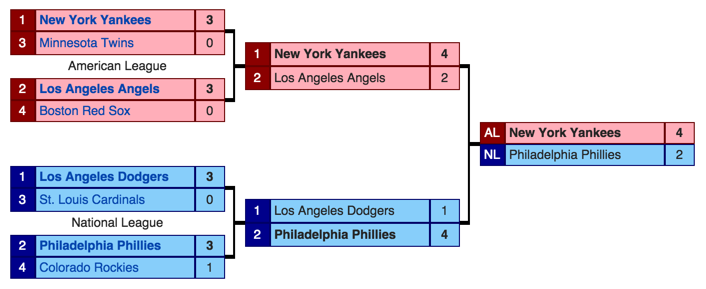 1 New York Yankees 3
3 Minnesota Twins 0
American League
2 Los Angeles Angels 3
4 Boston Red Sox 0
1 New York Yankees 4
2 Los Angeles Angels 2
AL New York Yankees 4
NL Philadelphia Phillies 2
1 Los Angeles Dodgers 3
3 St. Louis Cardinals 0
National League
2 Philadelphia Phillies 3
4 Colorado Rockies 1
1 Los Angeles Dodgers 1
2 Philadelphia Phillies 4